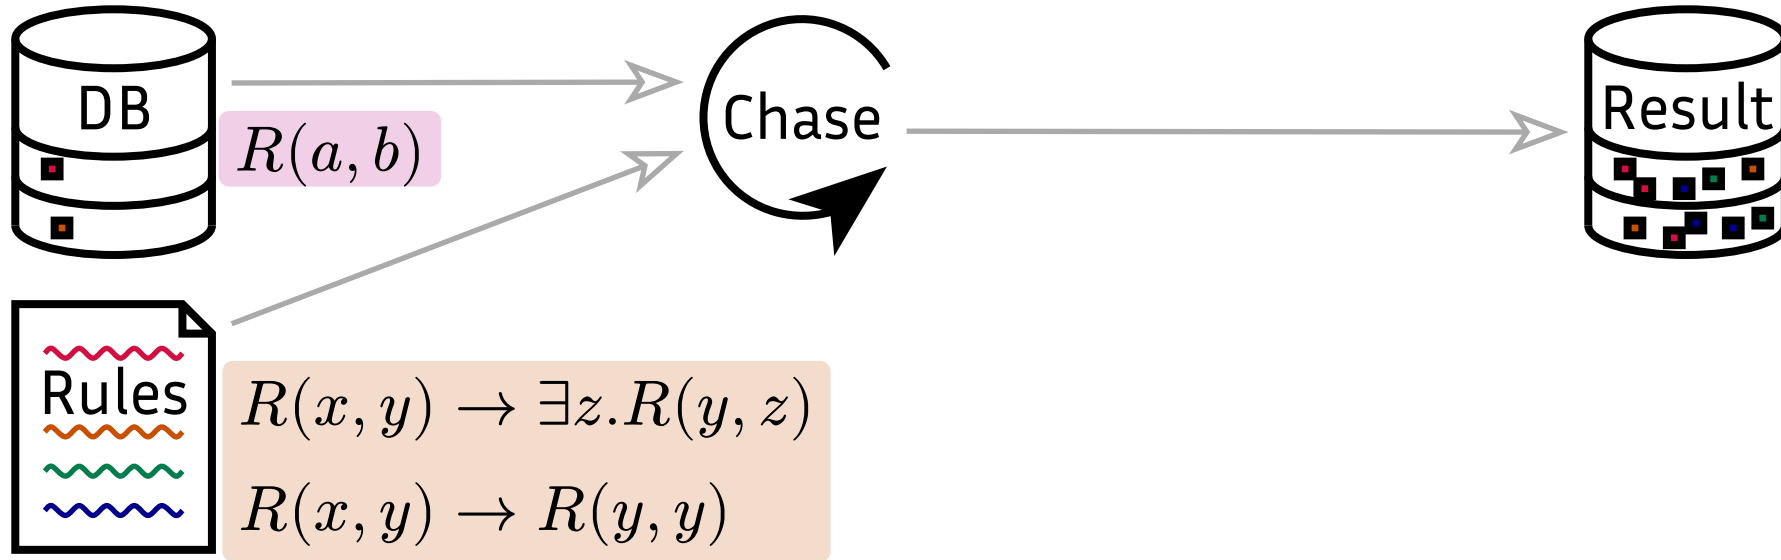 DB
R(a, b)
Chase
Result
Rules
R(x, y) → ∃z.R(y, z)
R(x, y) → R(y, y)